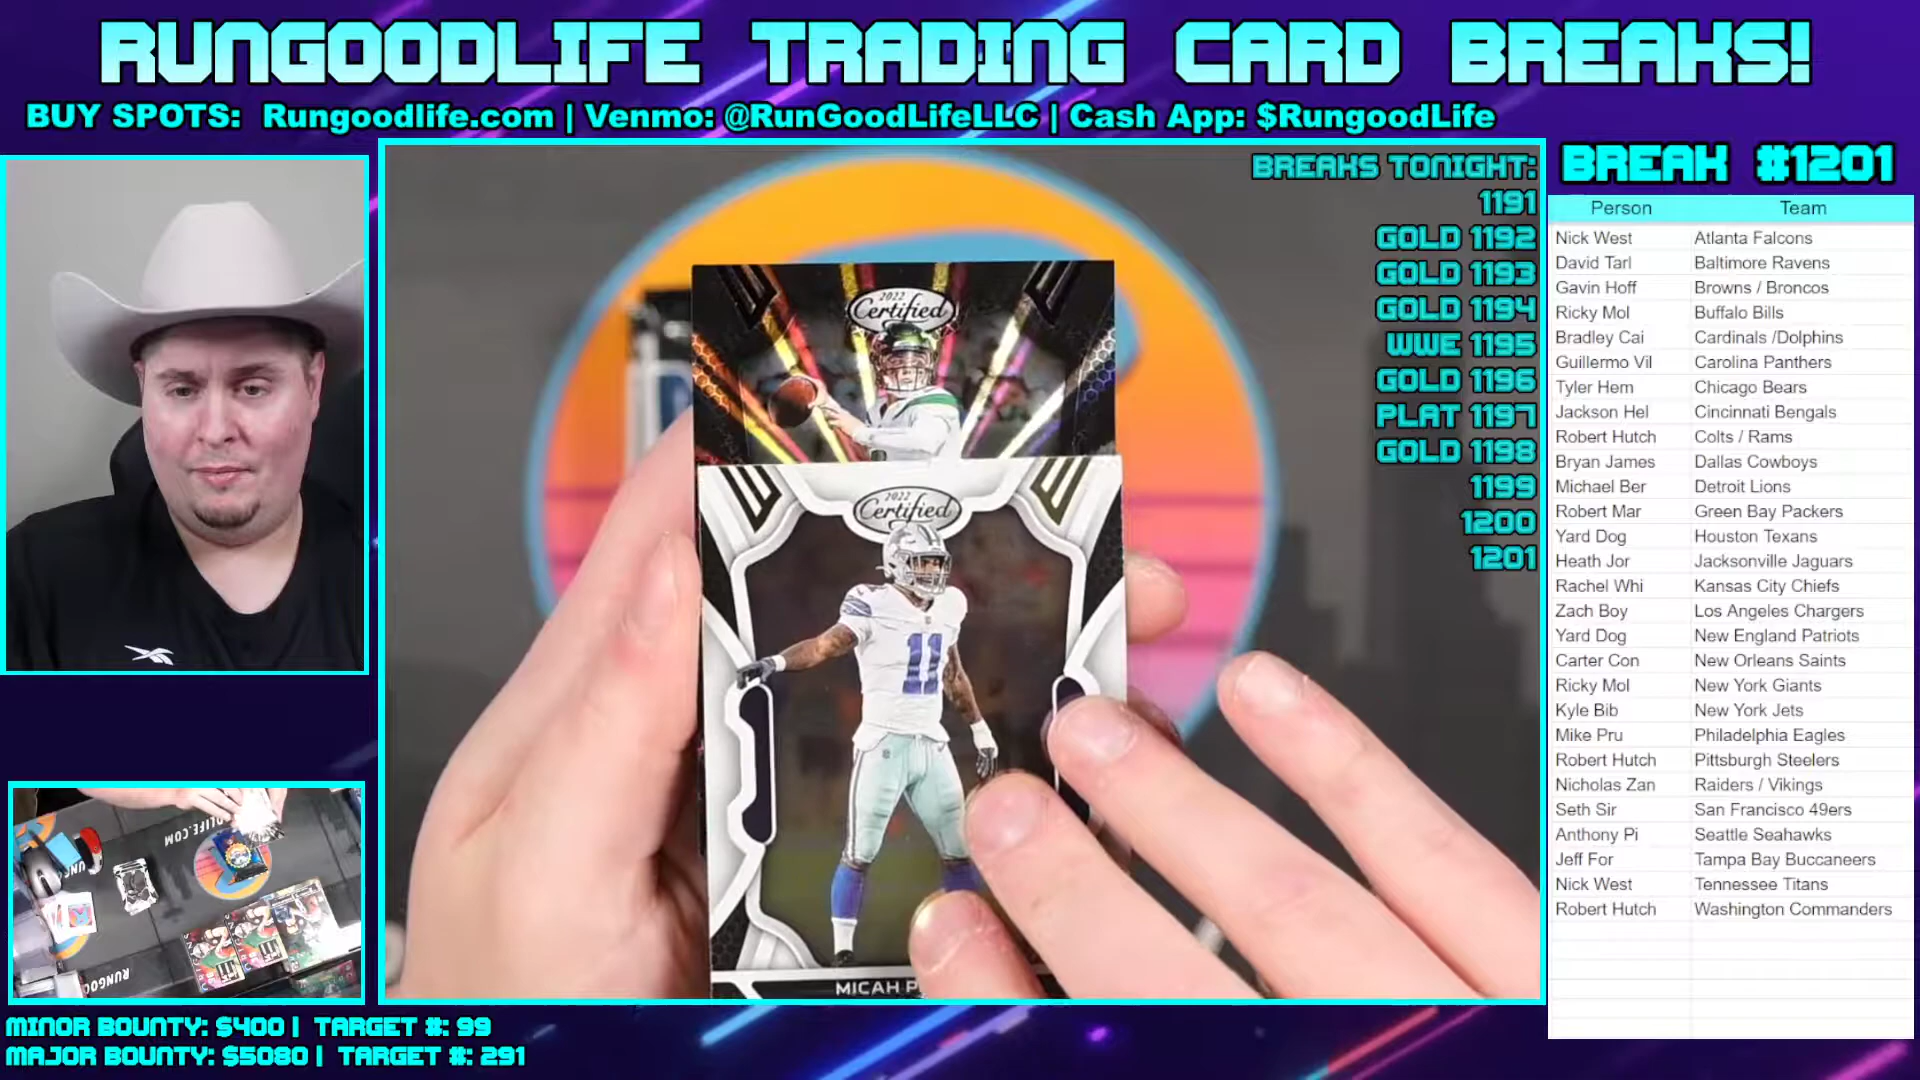 RUNGOODLIFE TRADING CARD BREAKS!
BUY SPOTS: Rungoodlife.com | Venmo: @RunGoodLifeLLC | Cash App: $RungoodLife
BREAKS TONIGHT:
1191
GOLD 1192
GOLD 1193
GOLD 1194
WWE 1195
GOLD 1196
PLAT 1197
GOLD 1198
1199
1200
1201
2022
Certified
2022
Certified
11
MICAH P
BREAK #1201
Person Team
Nick West Atlanta Falcons
David Tarl Baltimore Ravens
Gavin Hoff Browns / Broncos
Ricky Mol Buffalo Bills
Bradley Cai Cardinals /Dolphins
Guillermo Vil Carolina Panthers
Tyler Hem Chicago Bears
Jackson Hel Cincinnati Bengals
Robert Hutch Colts / Rams
Bryan James Dallas Cowboys
Michael Ber Detroit Lions
Robert Mar Green Bay Packers
Yard Dog Houston Texans
Heath Jor Jacksonville Jaguars
Rachel Whi Kansas City Chiefs
Zach Boy Los Angeles Chargers
Yard Dog New England Patriots
Carter Con New Orleans Saints
Ricky Mol New York Giants
Kyle Bib New York Jets
Mike Pru Philadelphia Eagles
Robert Hutch Pittsburgh Steelers
Nicholas Zan Raiders / Vikings
Seth Sir San Francisco 49ers
Anthony Pi Seattle Seahawks
Jeff For Tampa Bay Buccaneers
Nick West Tennessee Titans
Robert Hutch Washington Commanders
MINOR BOUNTY: $400 | TARGET #: 99
MAJOR BOUNTY: $5080 | TARGET #: 291